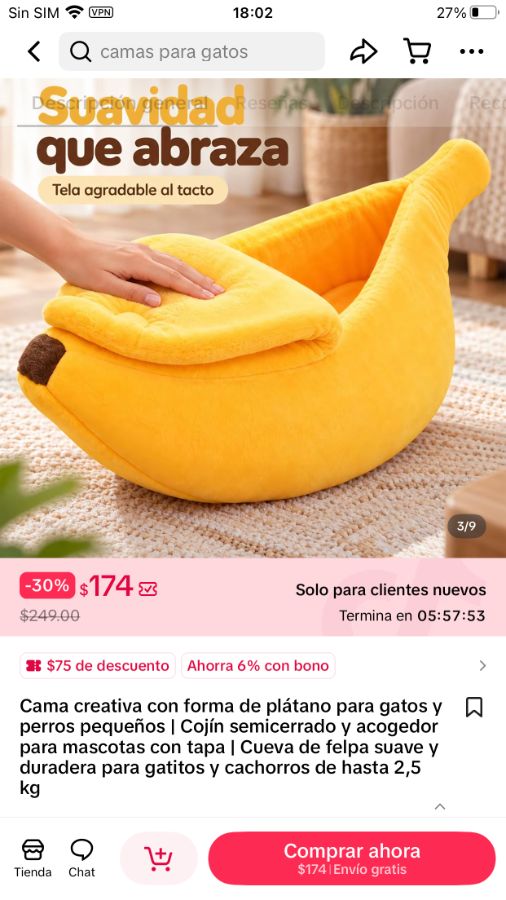 Sin SIM VPN 18:02 27%
camas para gatos
Descripción general Reseñas Descripción Reco
Suavidad
que abraza
Tela agradable al tacto
3/9
-30% $174 Solo para clientes nuevos
$249.00 Termina en 05:57:53
$75 de descuento Ahorra 6% con bono
Cama creativa con forma de plátano para gatos y
perros pequeños | Cojín semicerrado y acogedor
para mascotas con tapa | Cueva de felpa suave y
duradera para gatitos y cachorros de hasta 2,5
kg
Tienda Chat Comprar ahora
$174 | Envío gratis